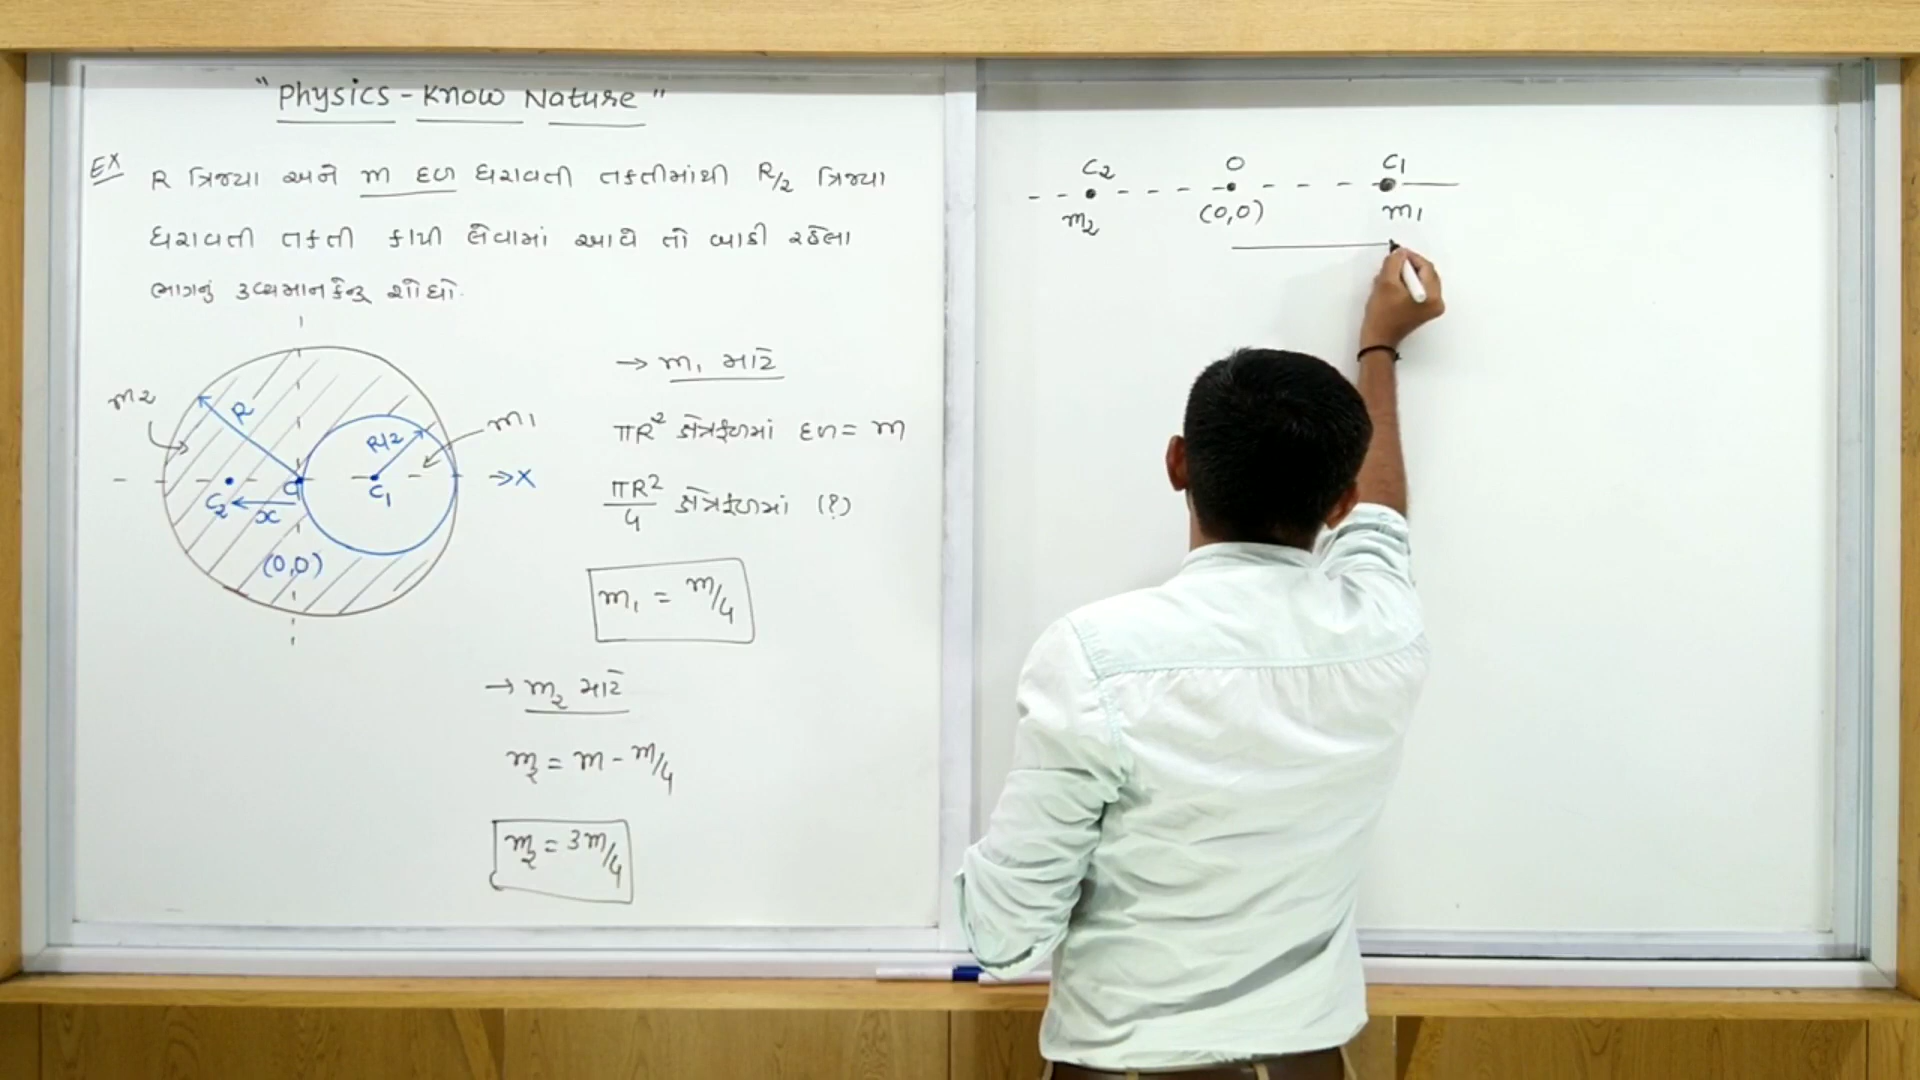 "Physics - Know Nature"
Ex R ત્રિજ્યા અને m દળ ધરાવતી તકતીમાંથી R/2 ત્રિજ્યા
ધરાવતી તકતી કાપી લેવામાં આવે તો બાકી રહેલા
ભાગનું દ્રવ્યમાન કેન્દ્ર શોધો.
m2
R
R/2
m1
→X
C2
x
O
C1
(0,0)
→ m1 માટે
πR² ક્ષેત્રફળમાં દળ = m
πR²/4 ક્ષેત્રફળમાં (?)
m1 = m/4
→ m2 માટે
m2 = m - m/4
m2 = 3m/4
C2 O C1
m2 (0,0) m1